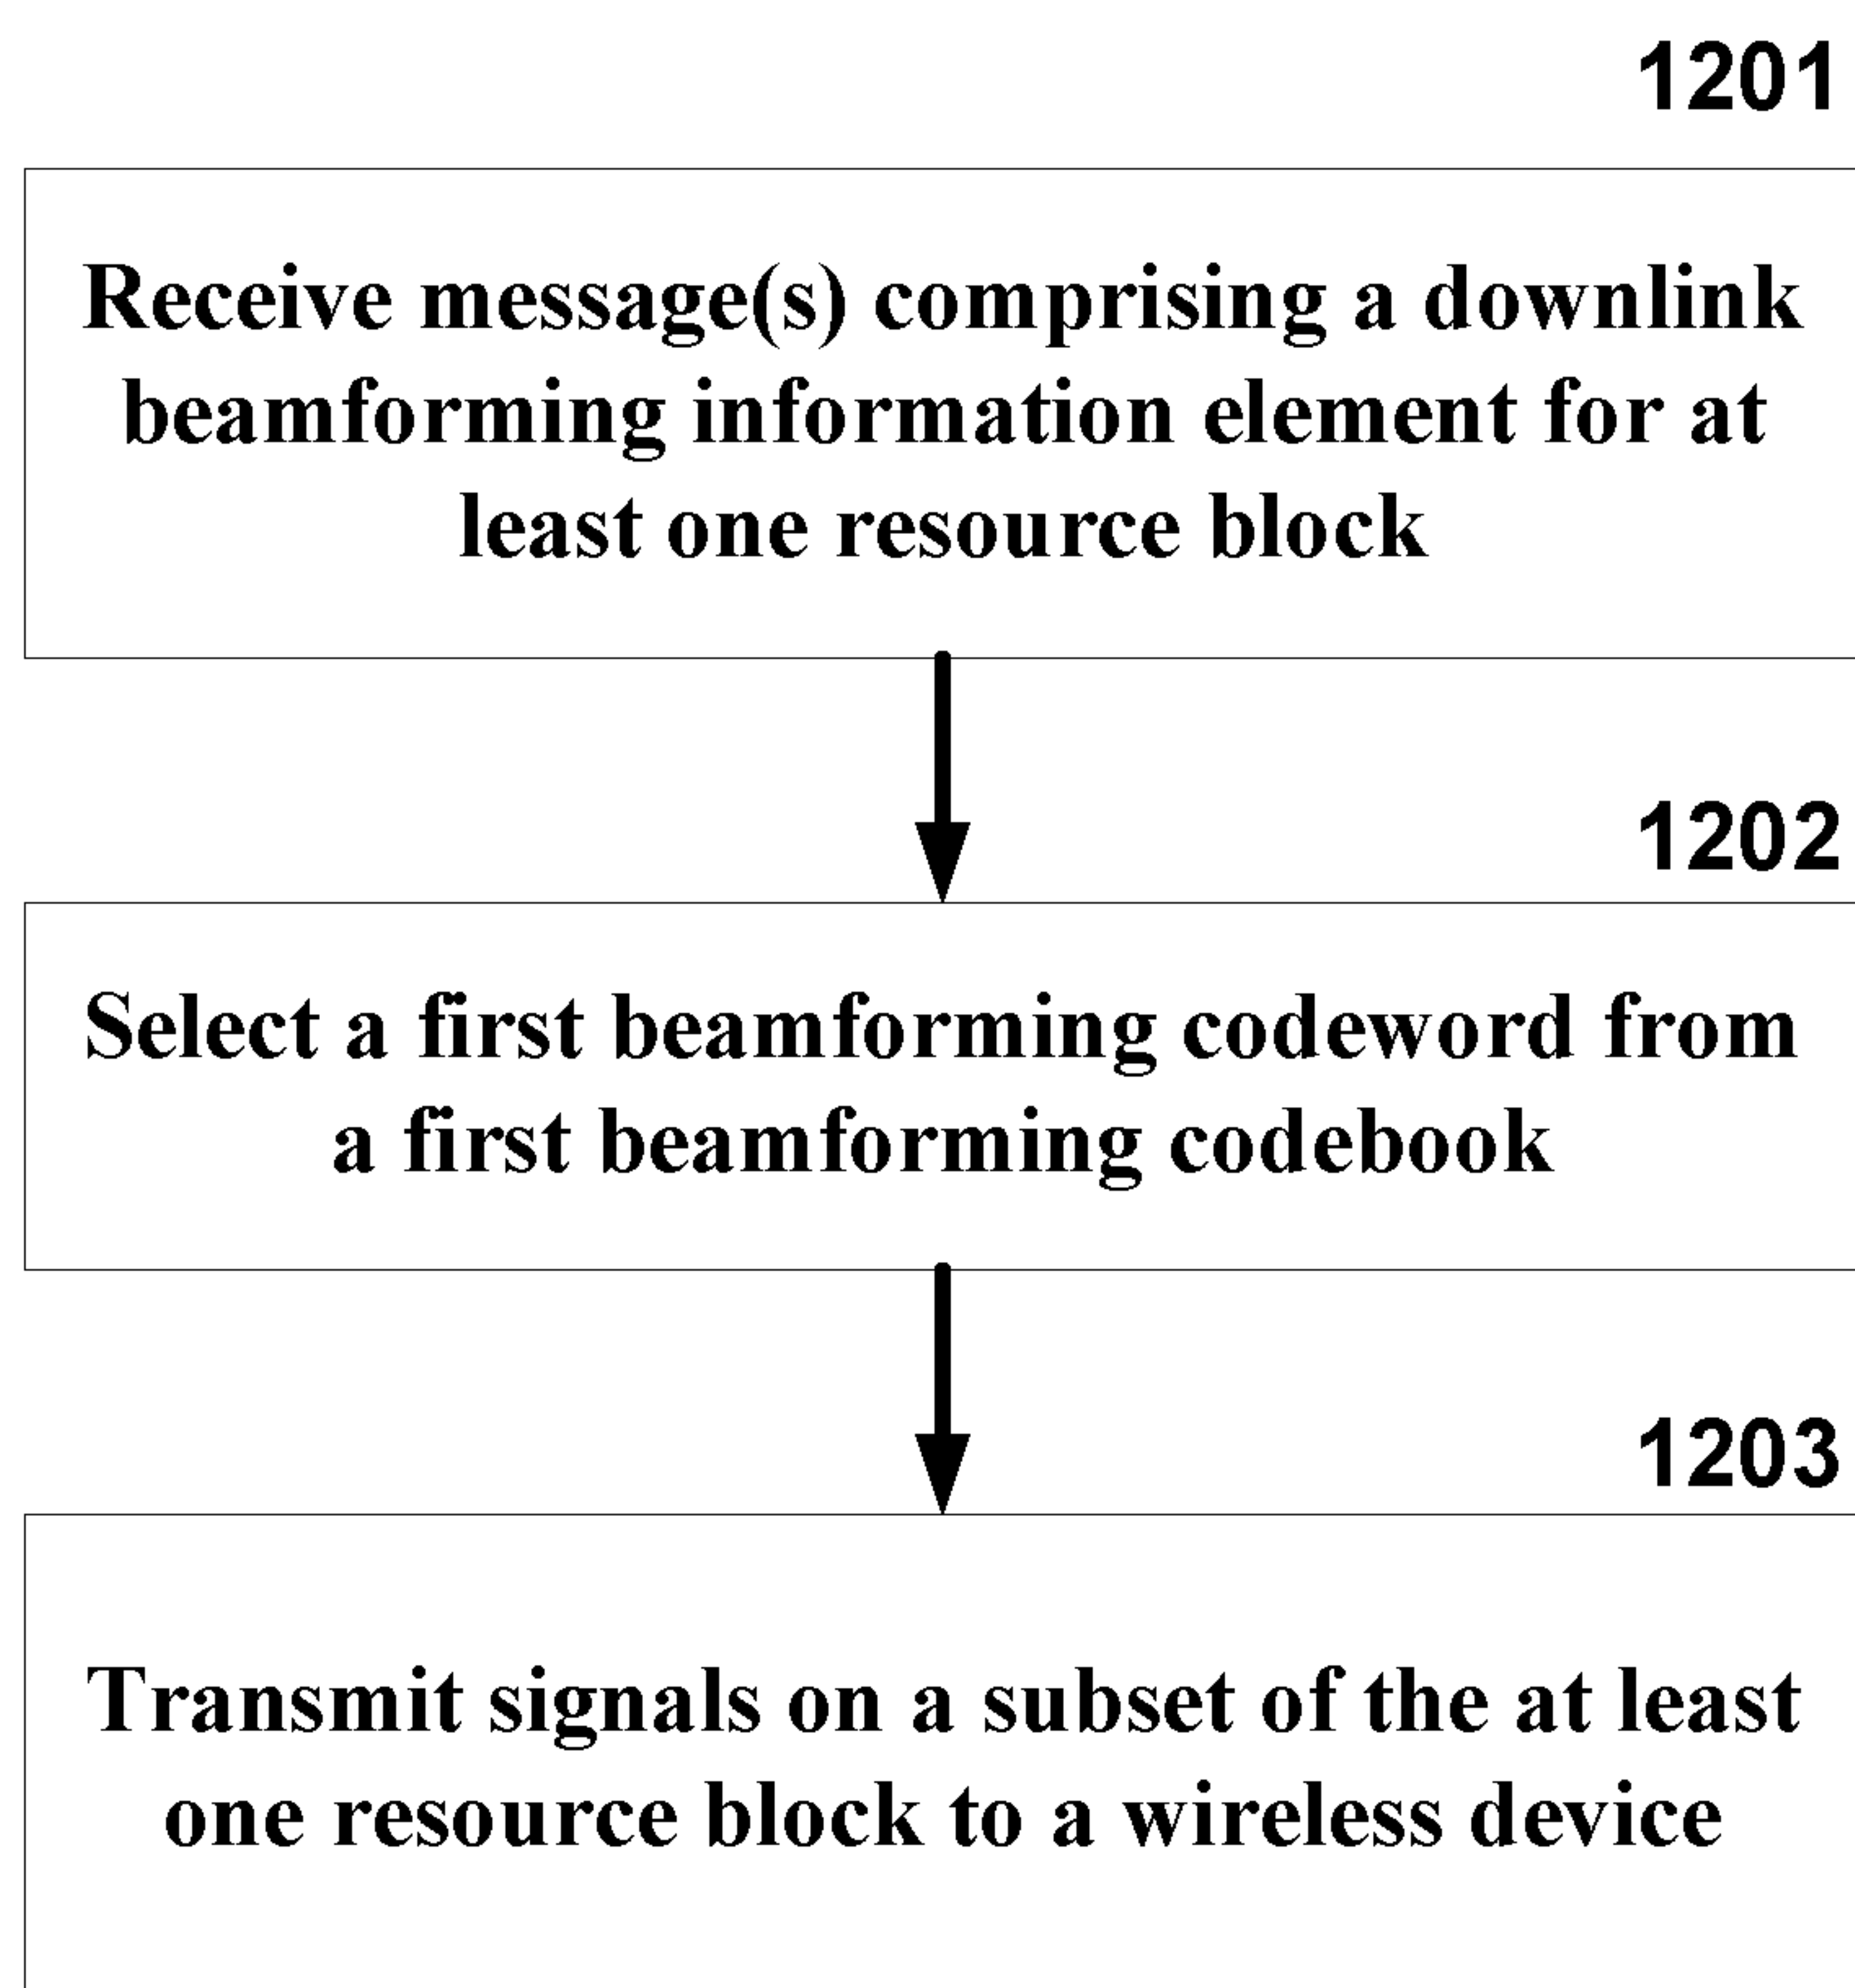 1201
Receive message(s) comprising a downlink
beamforming information element for at
least one resource block
1202
Select a first beamforming codeword from
a first beamforming codebook
1203
Transmit signals on a subset of the at least
one resource block to a wireless device